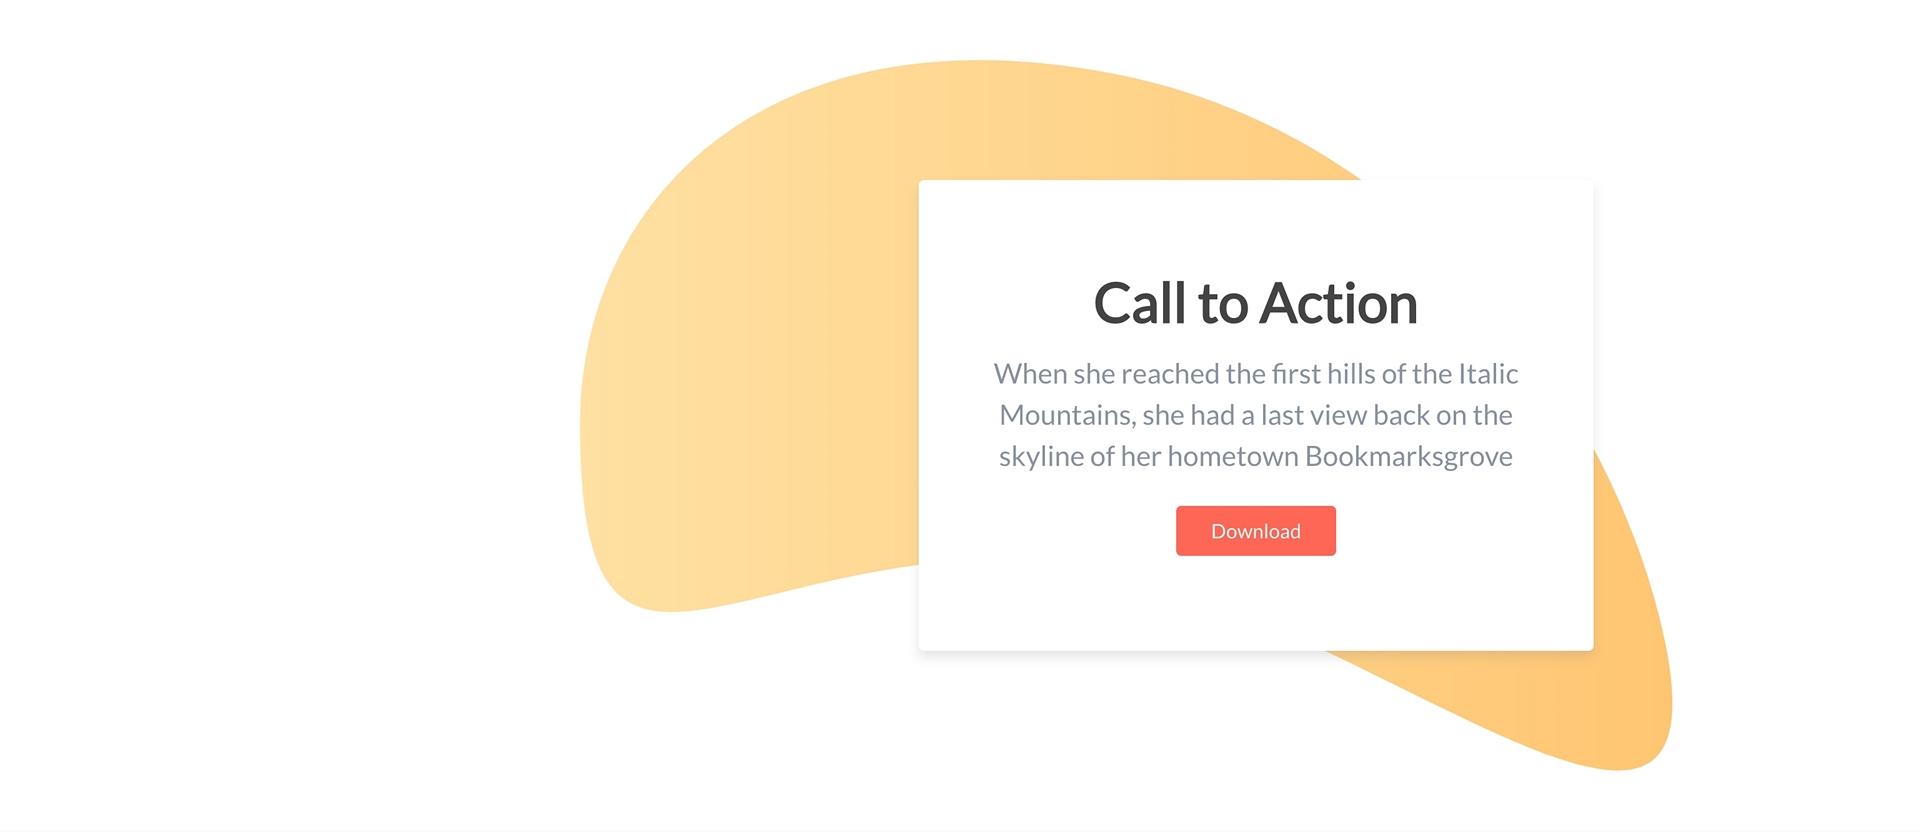 Call to Action
When she reached the first hills of the Italic
Mountains, she had a last view back on the
skyline of her hometown Bookmarksgrove
Download